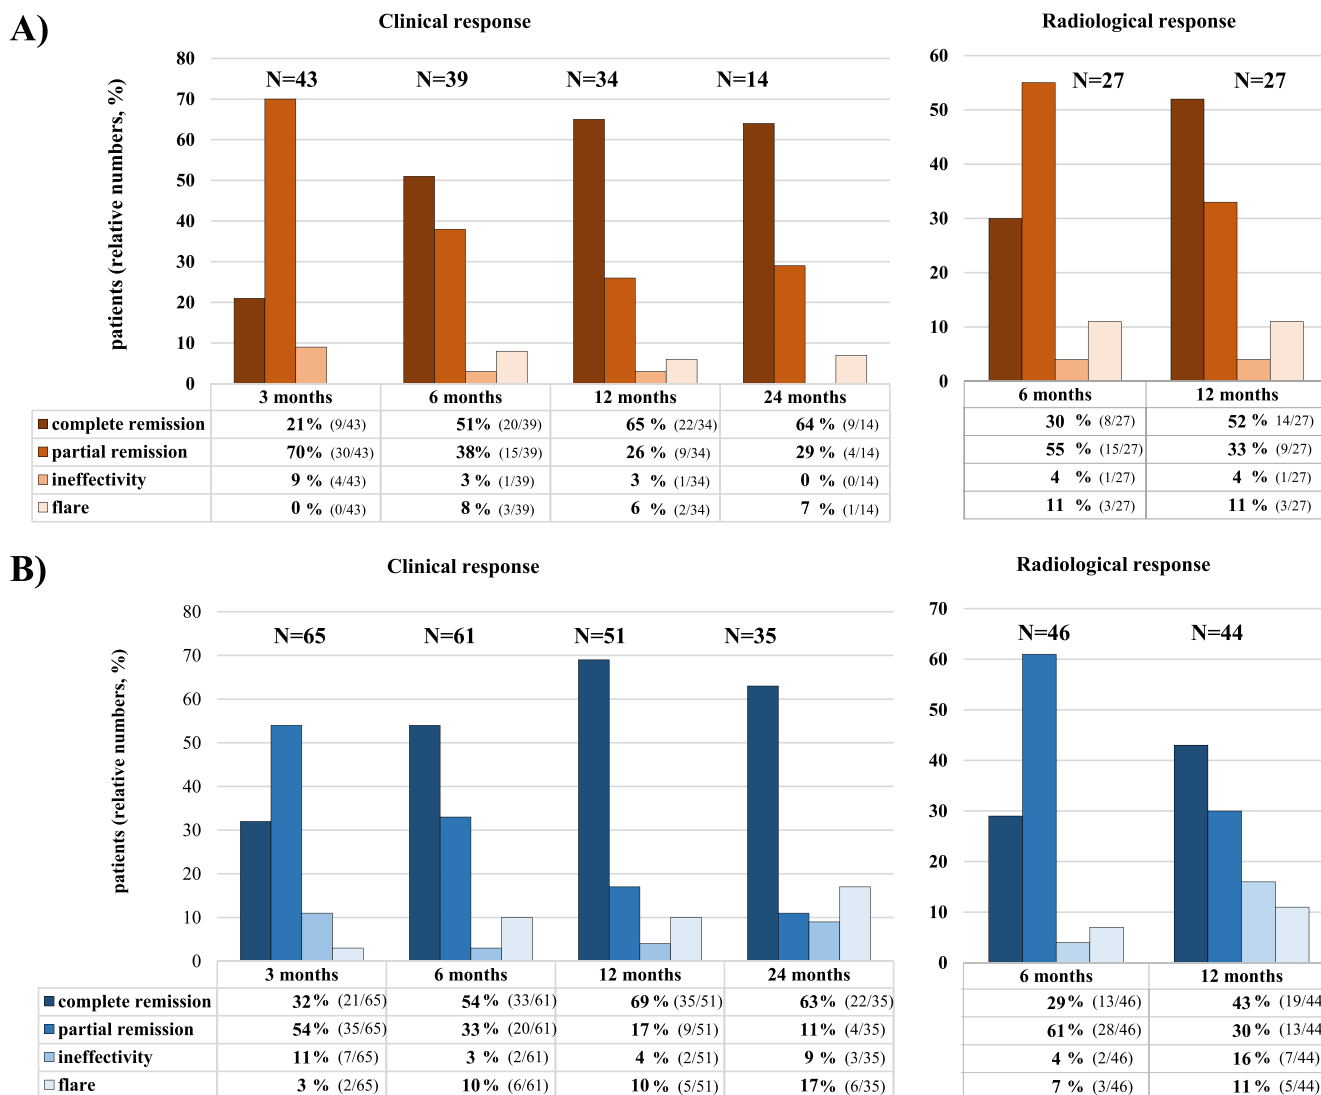 A)
Clinical response
Radiological response
patients (relative numbers, %)
80
70
60
50
40
30
20
10
0
N=43 N=39 N=34 N=14
60
50
40
30
20
10
0
N=27 N=27
3 months 6 months 12 months 24 months
6 months 12 months
complete remission 21% (9/43) 51% (20/39) 65 % (22/34) 64 % (9/14)
30 % (8/27) 52 % 14/27)
partial remission 70% (30/43) 38% (15/39) 26 % (9/34) 29 % (4/14)
55 % (15/27) 33 % (9/27)
ineffectivity 9 % (4/43) 3 % (1/39) 3 % (1/34) 0 % (0/14)
4 % (1/27) 4 % (1/27)
flare 0 % (0/43) 8 % (3/39) 6 % (2/34) 7 % (1/14)
11 % (3/27) 11 % (3/27)
B)
Clinical response
Radiological response
patients (relative numbers, %)
80
70
60
50
40
30
20
10
0
N=65 N=61 N=51 N=35
70
60
50
40
30
20
10
0
N=46 N=44
3 months 6 months 12 months 24 months
6 months 12 months
complete remission 32% (21/65) 54 % (33/61) 69% (35/51) 63% (22/35)
29 % (13/46) 43 % (19/44
partial remission 54% (35/65) 33 % (20/61) 17 % (9/51) 11% (4/35)
61 % (28/46) 30 % (13/44
ineffectivity 11% (7/65) 3 % (2/61) 4 % (2/51) 9 % (3/35)
4 % (2/46) 16 % (7/44)
flare 3 % (2/65) 10 % (6/61) 10 % (5/51) 17% (6/35)
7 % (3/46) 11 % (5/44)